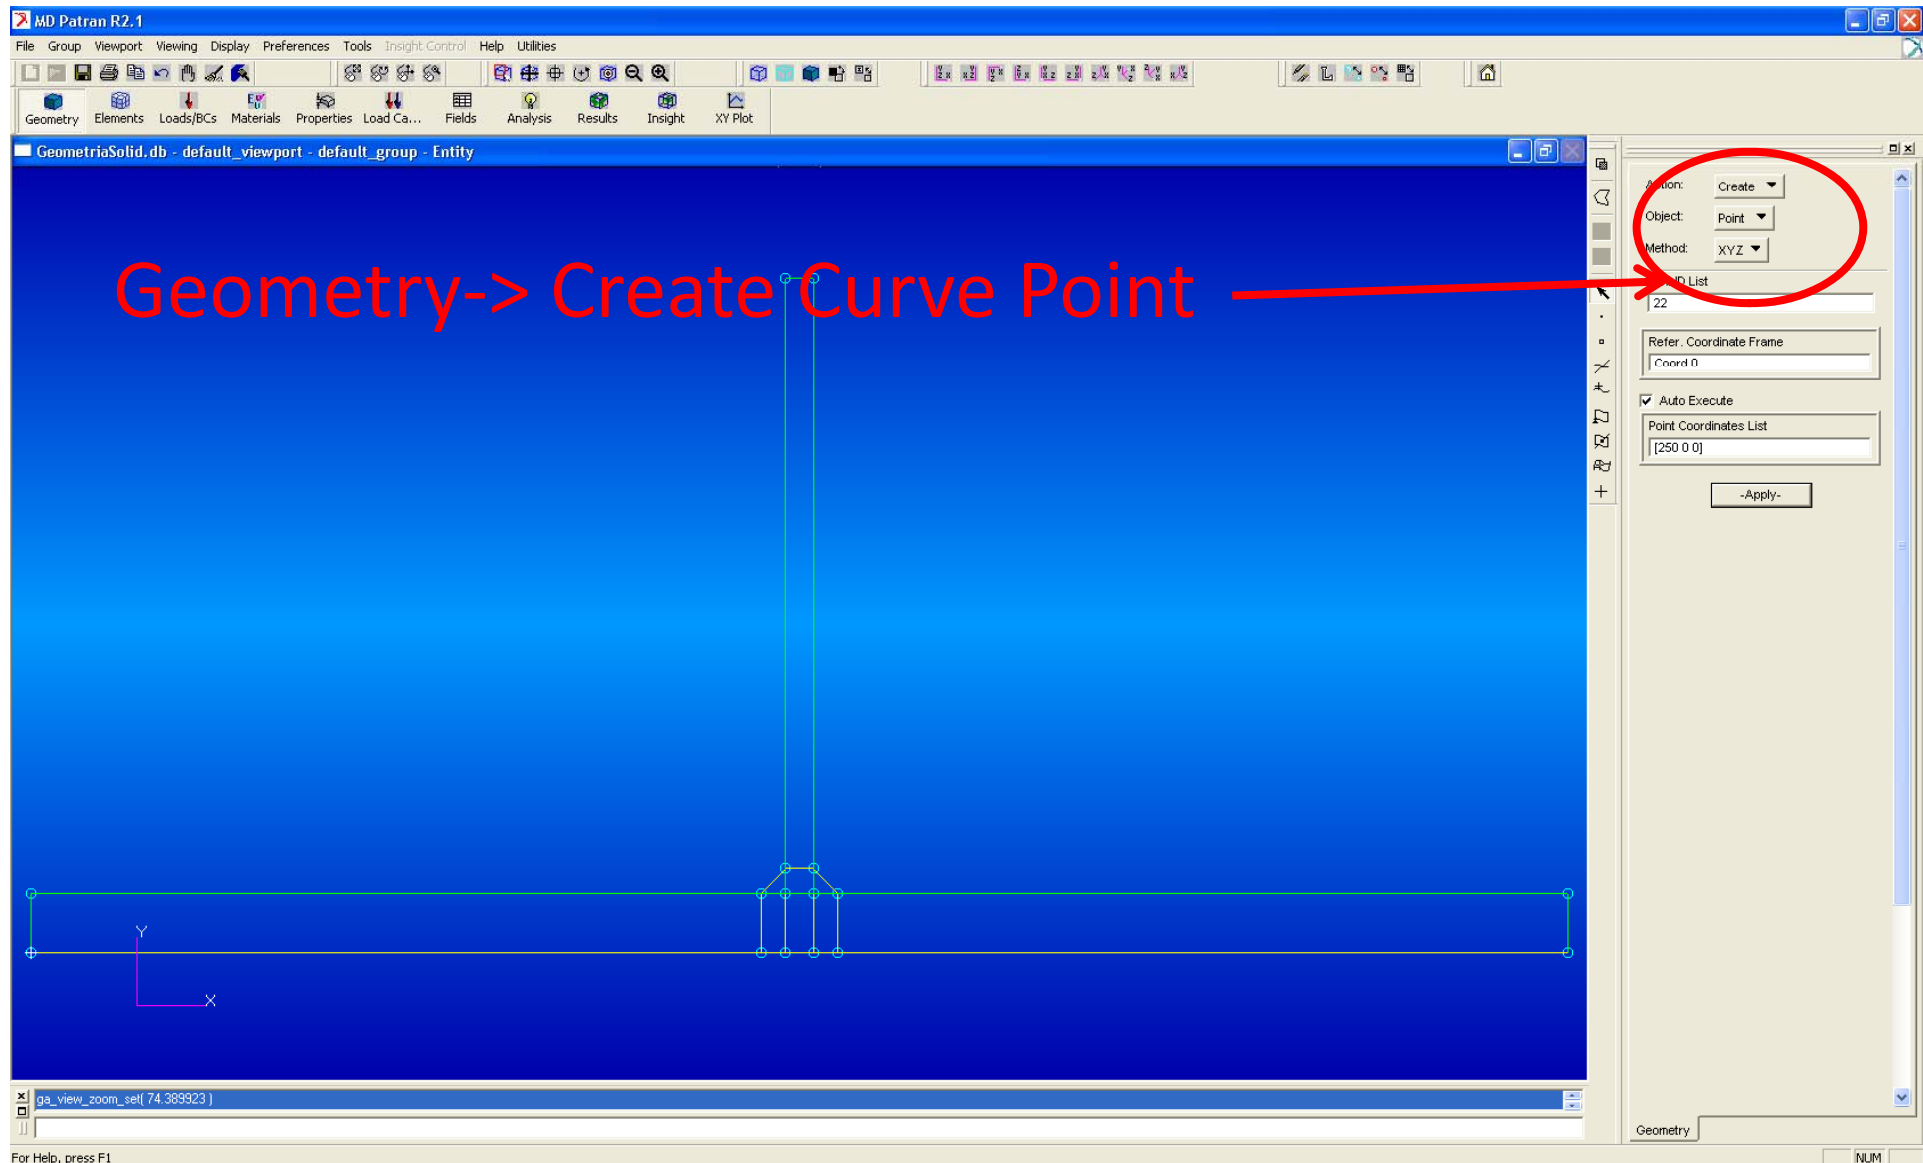 MD Patran R2.1
File Group Viewport Viewing Display Preferences Tools Insight Control Help Utilities
Geometry Elements Loads/BCs Materials Properties Load Ca... Fields Analysis Results Insight XY Plot
GeometriaSolid.db - default_viewport - default_group - Entity
Action: Create
Object: Point
Method: XYZ
Geometry-> Create Curve Point
ID List
22
Refer. Coordinate Frame
Coord 0
Auto Execute
Point Coordinates List
[250 0 0]
-Apply-
Y
X
ga_view_zoom_set( 74.389923 )
Geometry
For Help, press F1
NUM